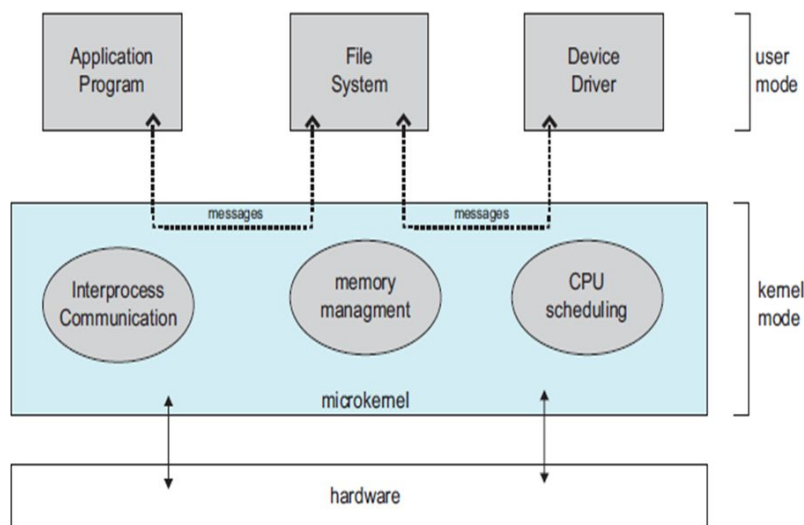 Application
Program
File
System
Device
Driver
user
mode
messages
messages
Interprocess
Communication
memory
managment
CPU
scheduling
kernel
mode
microkernel
hardware